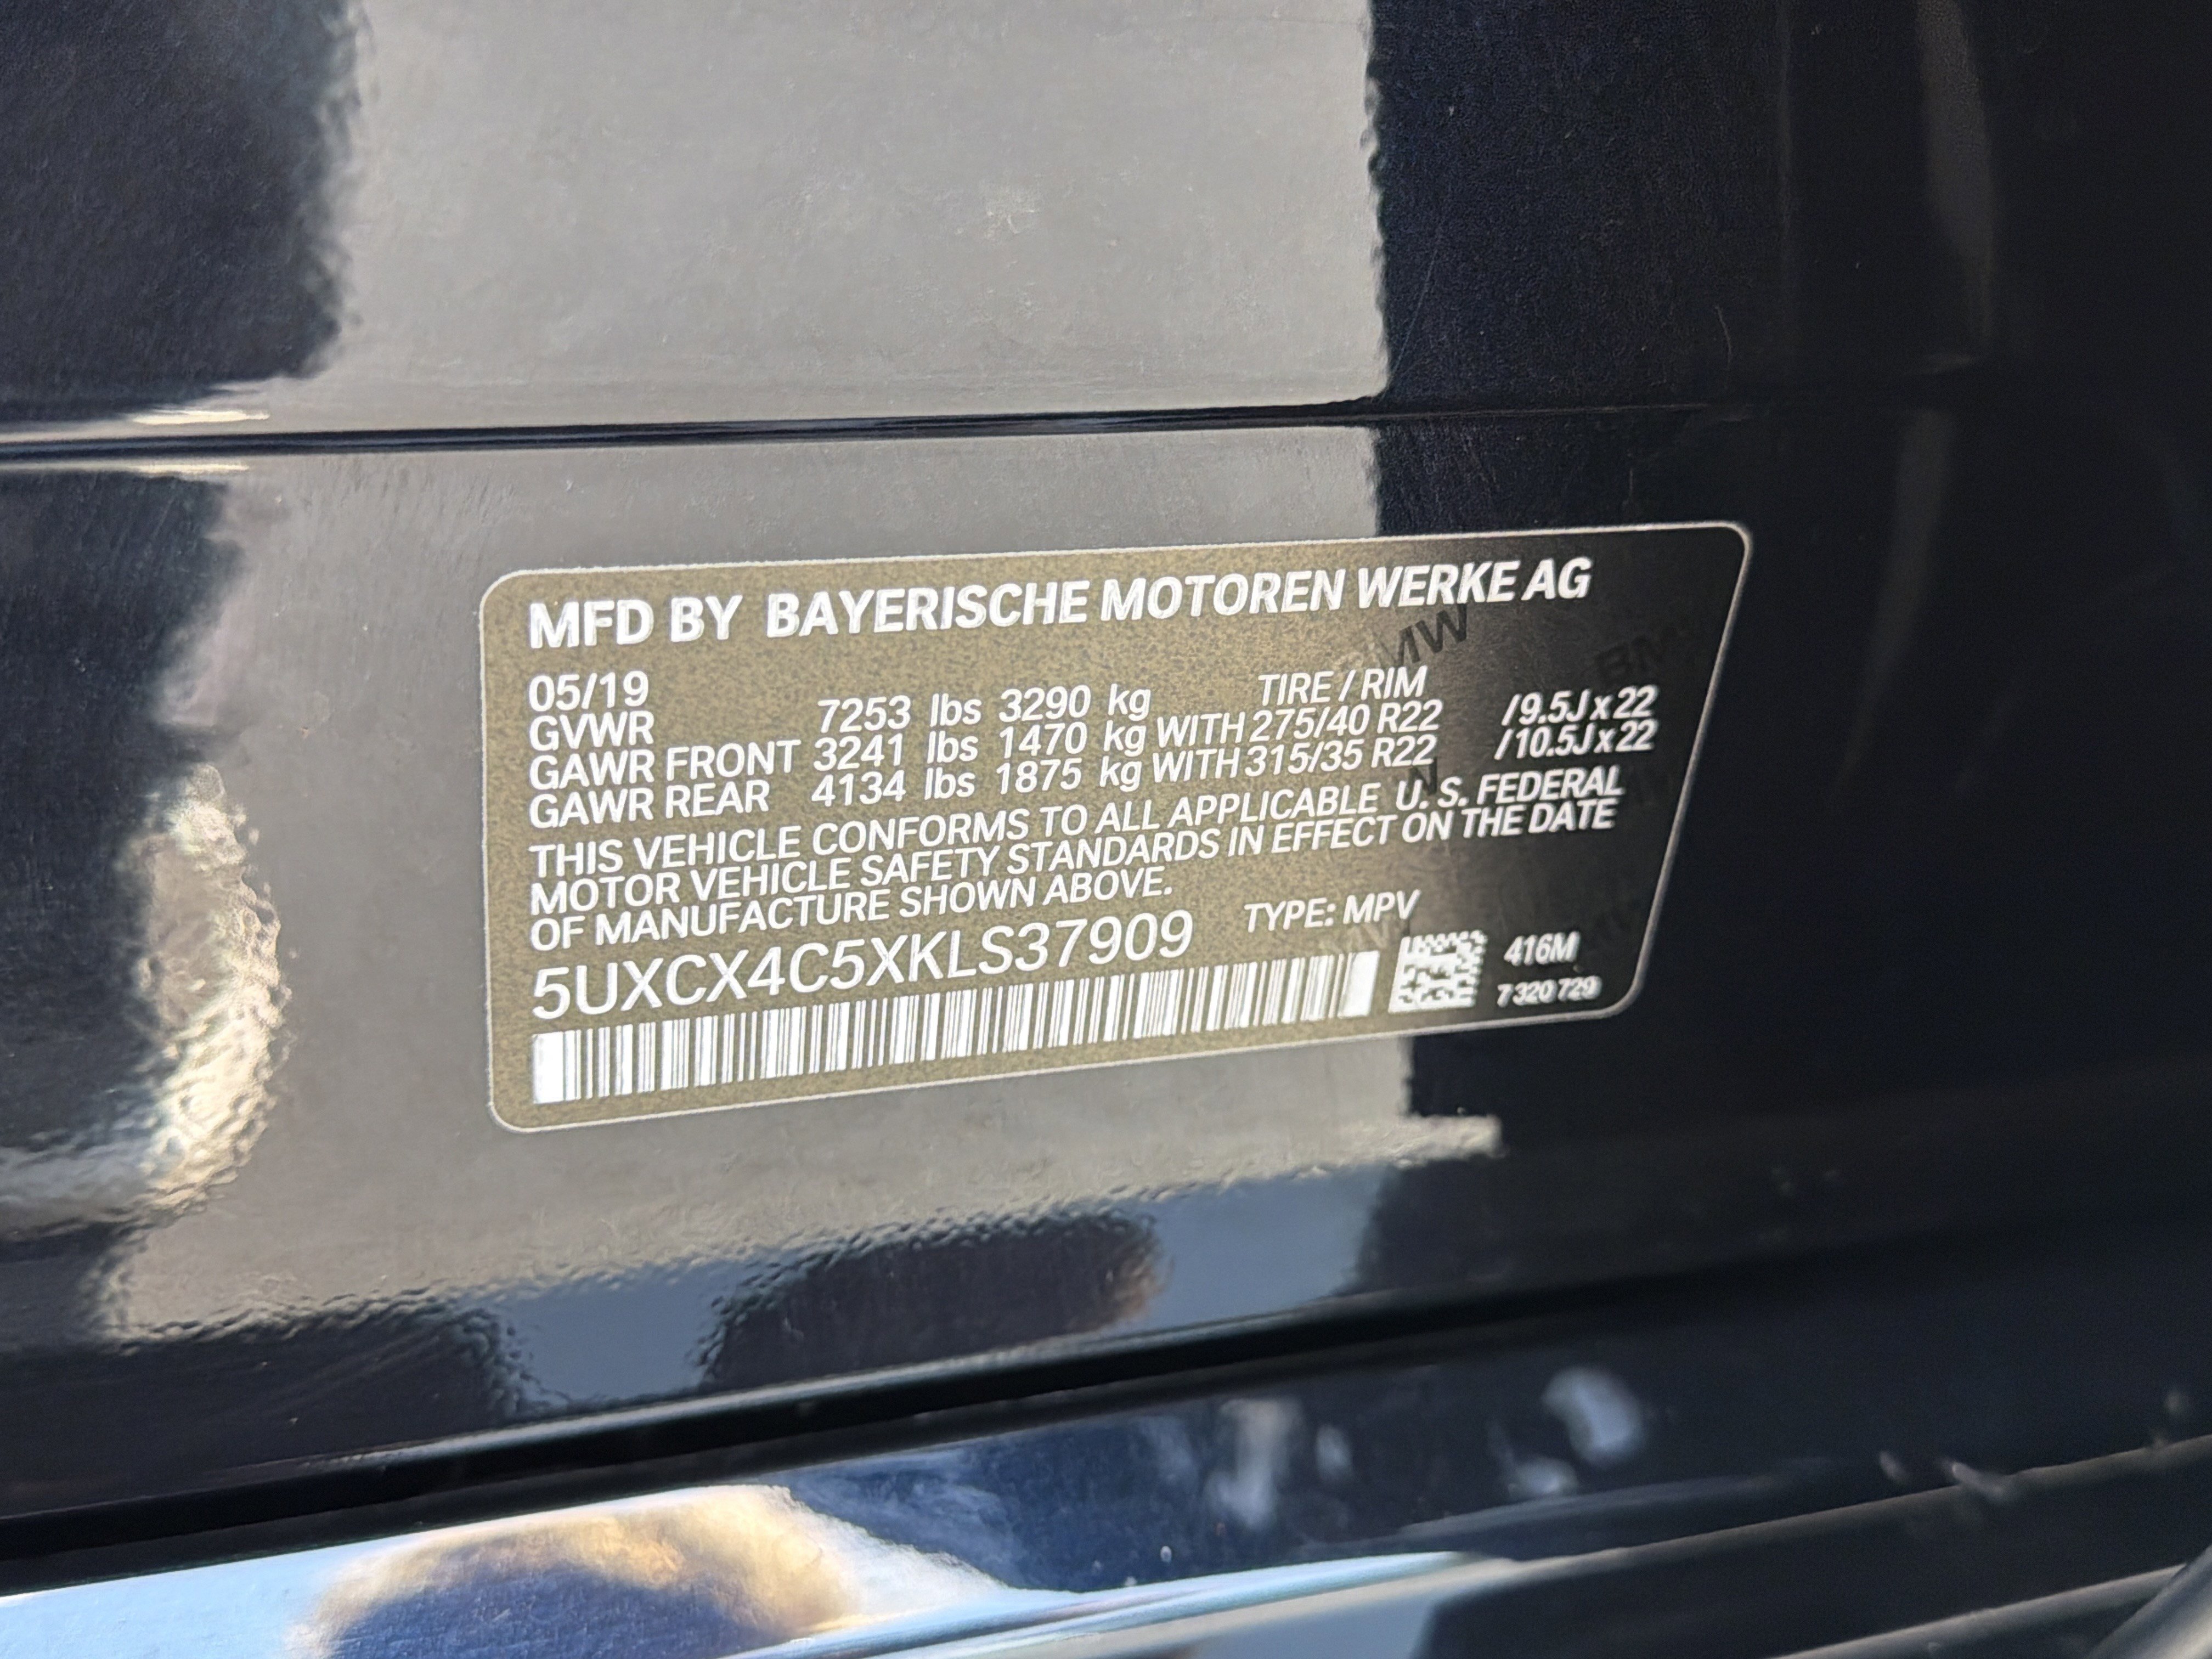 MFD BY BAYERISCHE MOTOREN WERKE AG
05/19 TIRE / RIM
GVWR 7253 lbs 3290 kg
GAWR FRONT 3241 lbs 1470 kg WITH 275/40 R22 /9.5J x 22
GAWR REAR 4134 lbs 1875 kg WITH 315/35 R22 /10.5J x 22
THIS VEHICLE CONFORMS TO ALL APPLICABLE U. S. FEDERAL
MOTOR VEHICLE SAFETY STANDARDS IN EFFECT ON THE DATE
OF MANUFACTURE SHOWN ABOVE.
5UXCX4C5XKLS37909 TYPE: MPV
416M
7 320 729